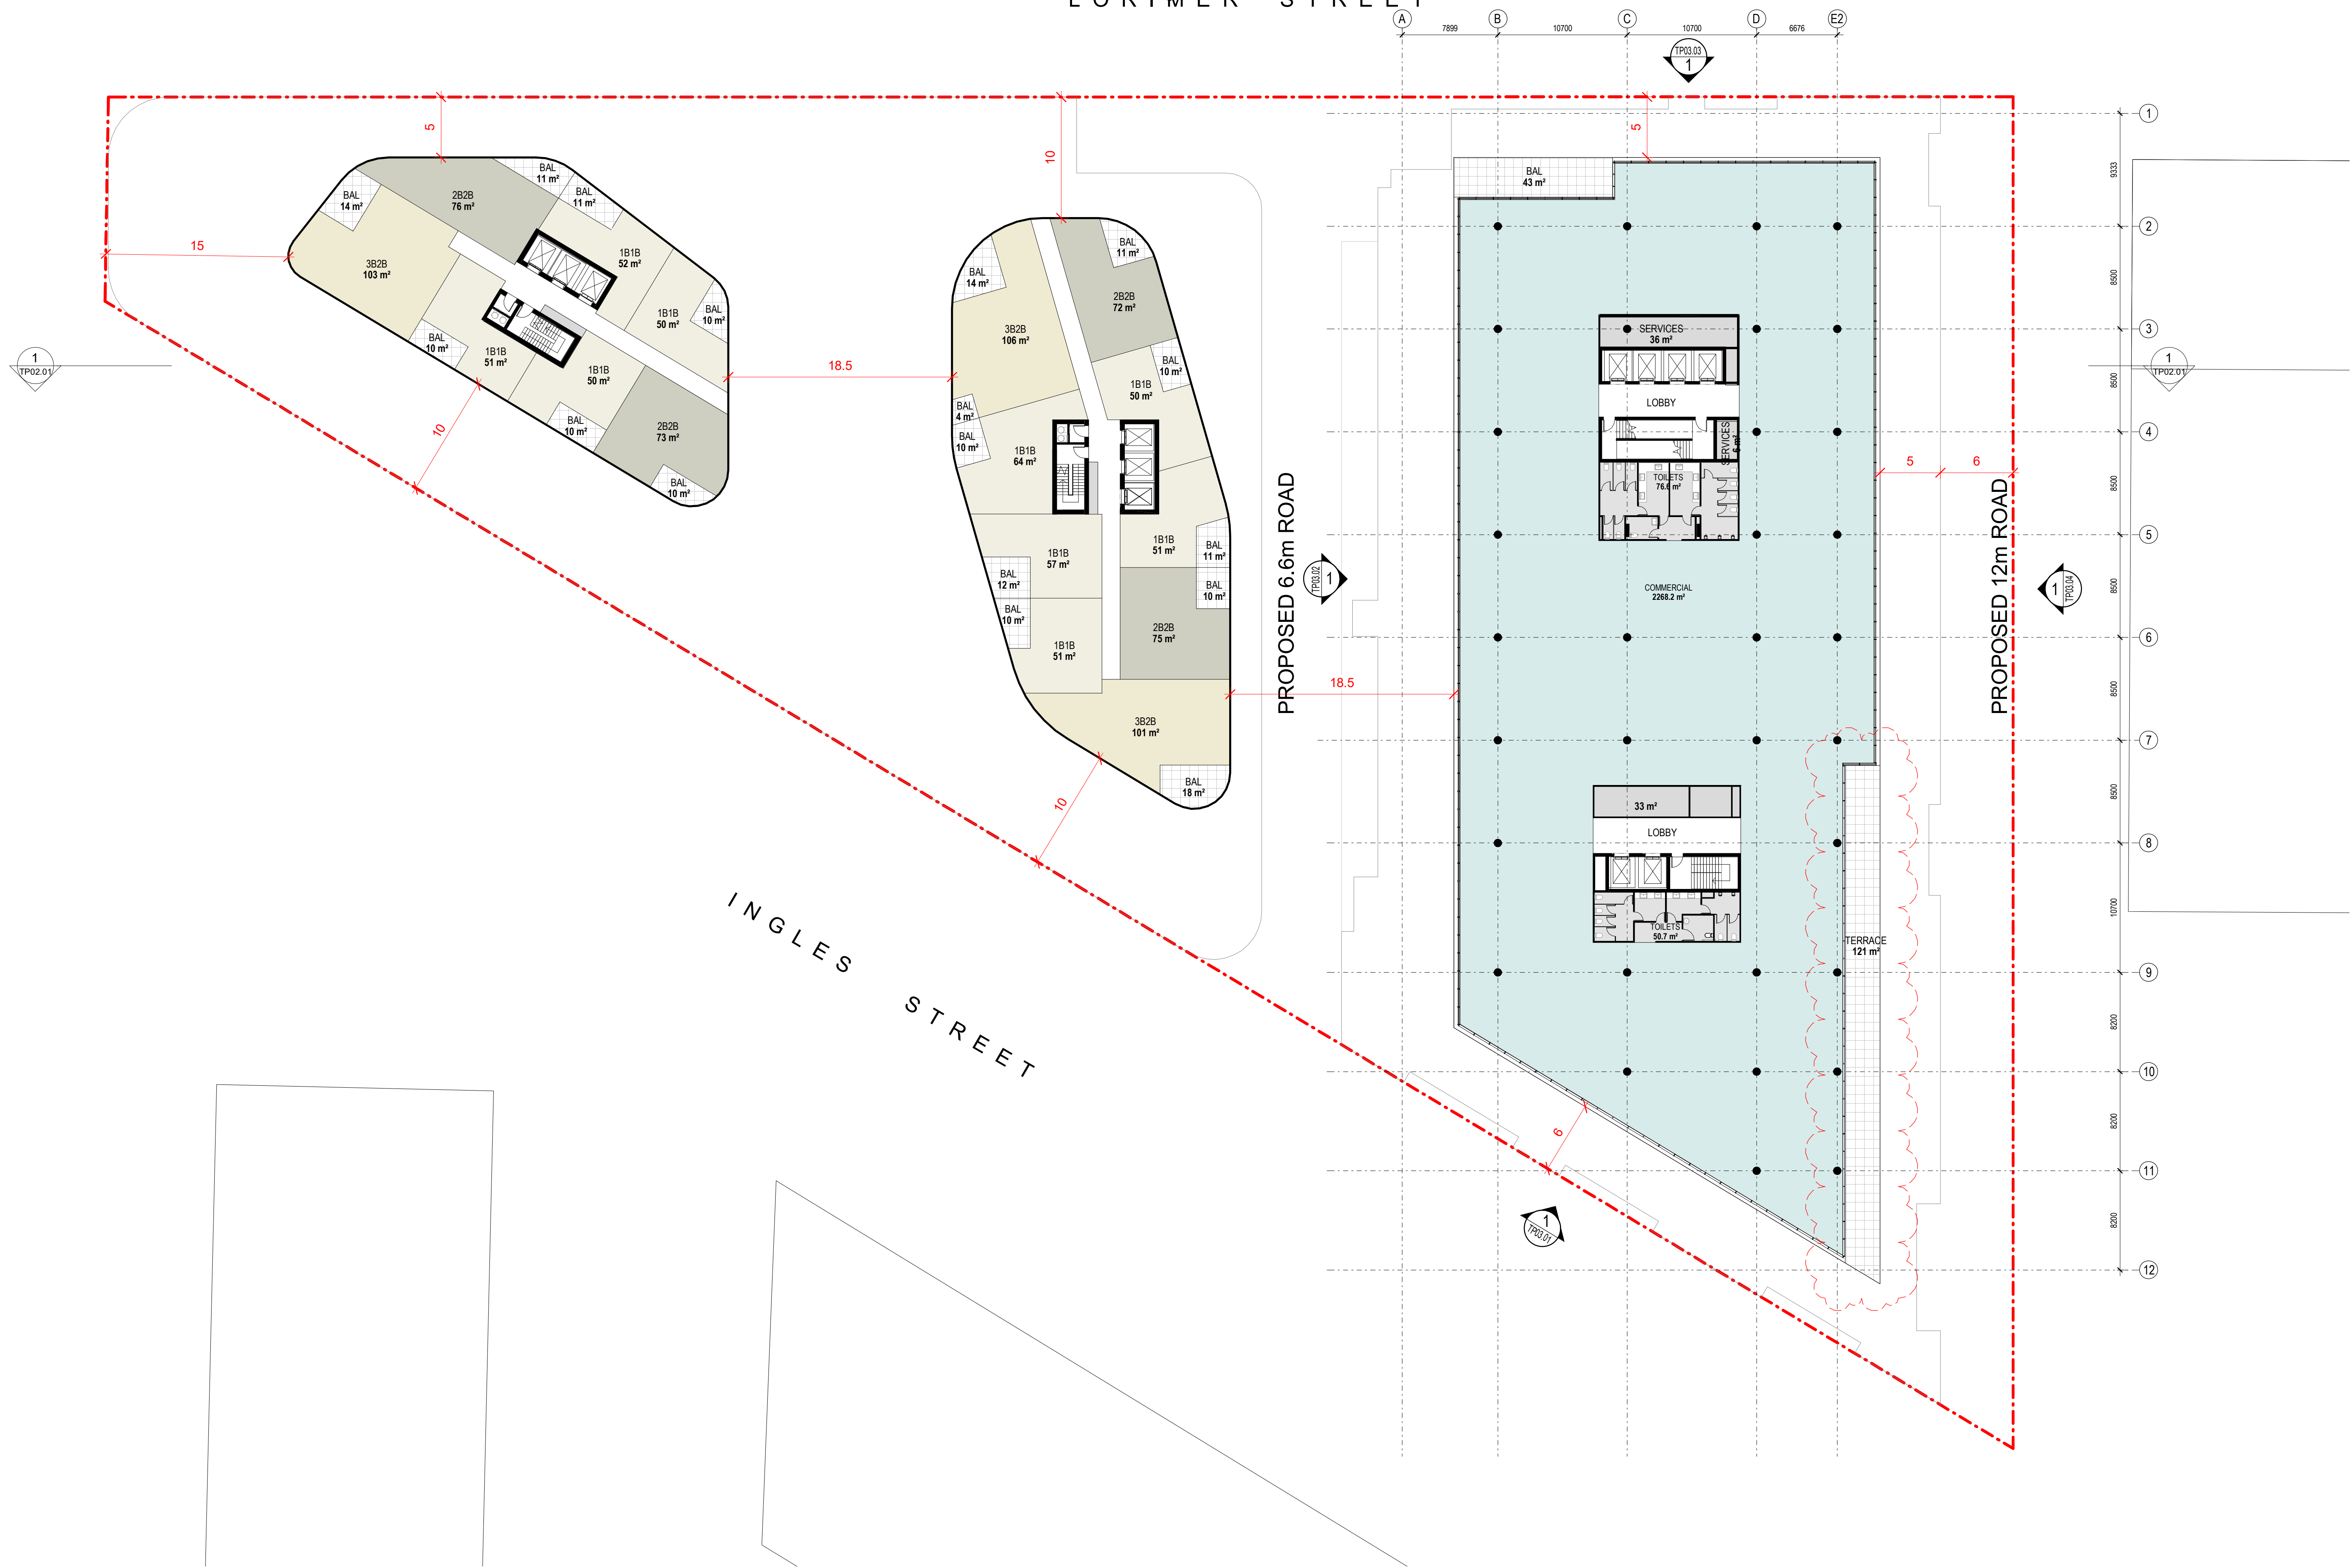 LORIMER STREET
A
B
C
D
E2
7899
10700
10700
6676
TP03.03
1
1
9333
2
8500
3
8500
4
8500
5
8500
6
8500
7
8500
8
10700
9
8200
10
8200
11
8200
12
5
10
5
15
18.5
10
10
18.5
5
6
6
1
TP02.01
1
TP02.01
BAL
14 m²
2B2B
76 m²
BAL
11 m²
BAL
11 m²
3B2B
103 m²
1B1B
52 m²
1B1B
50 m²
BAL
10 m²
BAL
10 m²
1B1B
51 m²
1B1B
50 m²
BAL
10 m²
2B2B
73 m²
BAL
10 m²
BAL
14 m²
BAL
11 m²
2B2B
72 m²
3B2B
106 m²
BAL
10 m²
1B1B
50 m²
BAL
4 m²
BAL
10 m²
1B1B
64 m²
1B1B
57 m²
1B1B
51 m²
BAL
11 m²
BAL
12 m²
BAL
10 m²
BAL
10 m²
2B2B
75 m²
1B1B
51 m²
3B2B
101 m²
BAL
18 m²
PROPOSED 6.6m ROAD
TP03.02
1
BAL
43 m²
SERVICES
36 m²
LOBBY
SERVICES
6 m²
TOILETS
76.6 m²
COMMERCIAL
2268.2 m²
33 m²
LOBBY
TOILETS
50.7 m²
TERRACE
121 m²
PROPOSED 12m ROAD
1
TP03.04
1
TP03.01
INGLES STREET